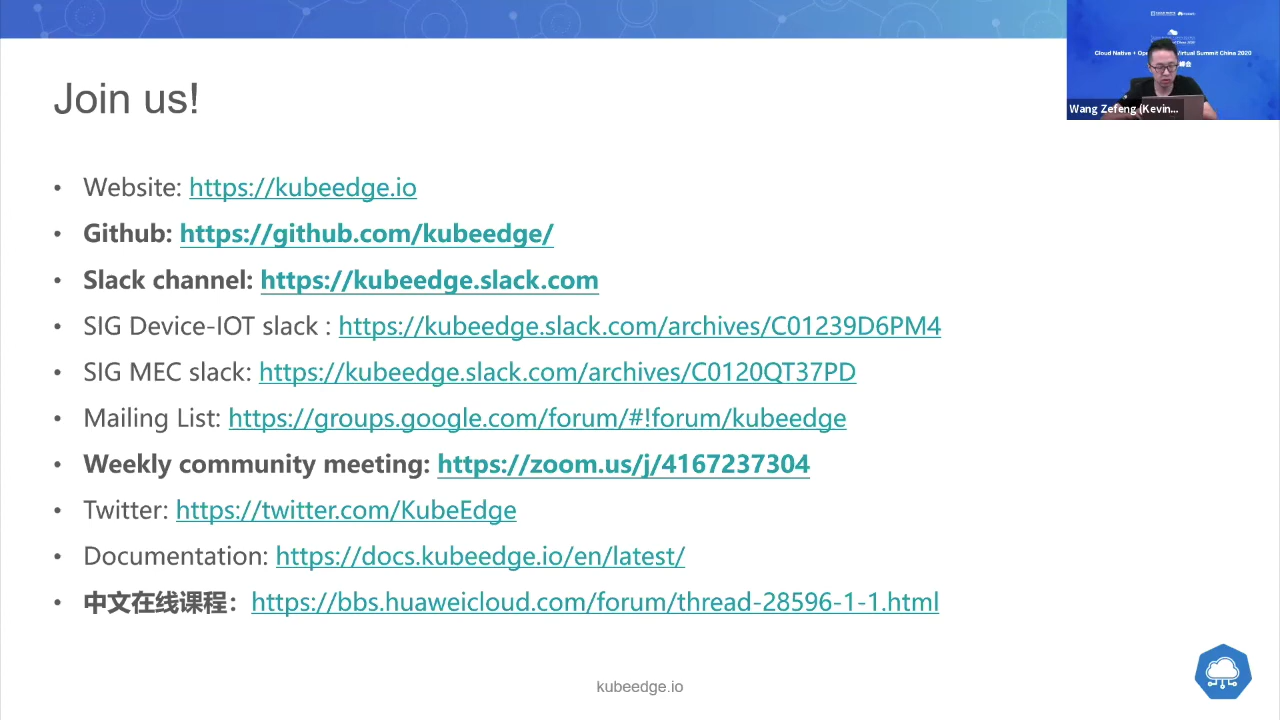 Join us!
Cloud Native + Ope
Virtual Summit China 2020
Wang Zefeng (Kevin...
• Website: https://kubeedge.io
• Github: https://github.com/kubeedge/
• Slack channel: https://kubeedge.slack.com
• SIG Device-IOT slack : https://kubeedge.slack.com/archives/C01239D6PM4
• SIG MEC slack: https://kubeedge.slack.com/archives/C0120QT37PD
• Mailing List: https://groups.google.com/forum/#!forum/kubeedge
• Weekly community meeting: https://zoom.us/j/4167237304
• Twitter: https://twitter.com/KubeEdge
• Documentation: https://docs.kubeedge.io/en/latest/
• 中文在线课程：https://bbs.huaweicloud.com/forum/thread-28596-1-1.html
kubeedge.io